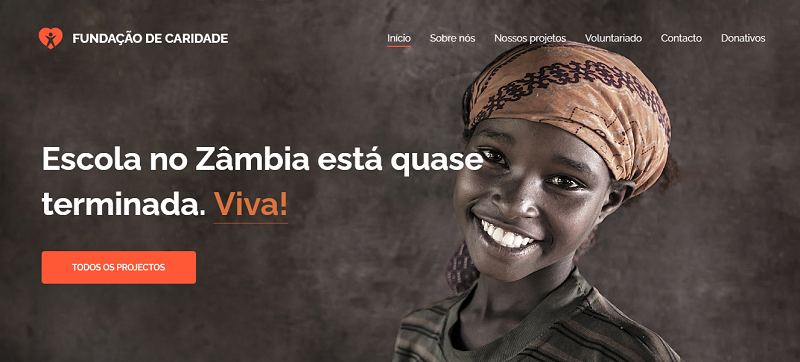 FUNDAÇÃO DE CARIDADE
Início Sobre nós Nossos projetos Voluntariado Contacto Donativos
Escola no Zâmbia está quase
terminada. Viva!
TODOS OS PROJECTOS